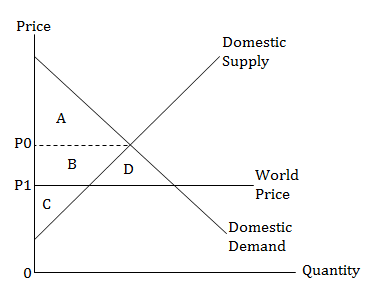 Price
Domestic
Supply
A
P0
B
D
P1
World
Price
C
Domestic
Demand
0
Quantity